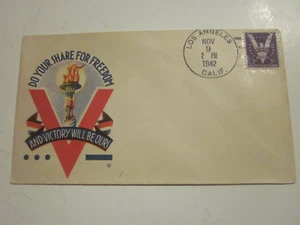 DO YOUR SHARE FOR FREEDOM
AND VICTORY WILL BE OURS
LOS ANGELES
NOV
9
2 PM
1942
CALIF.